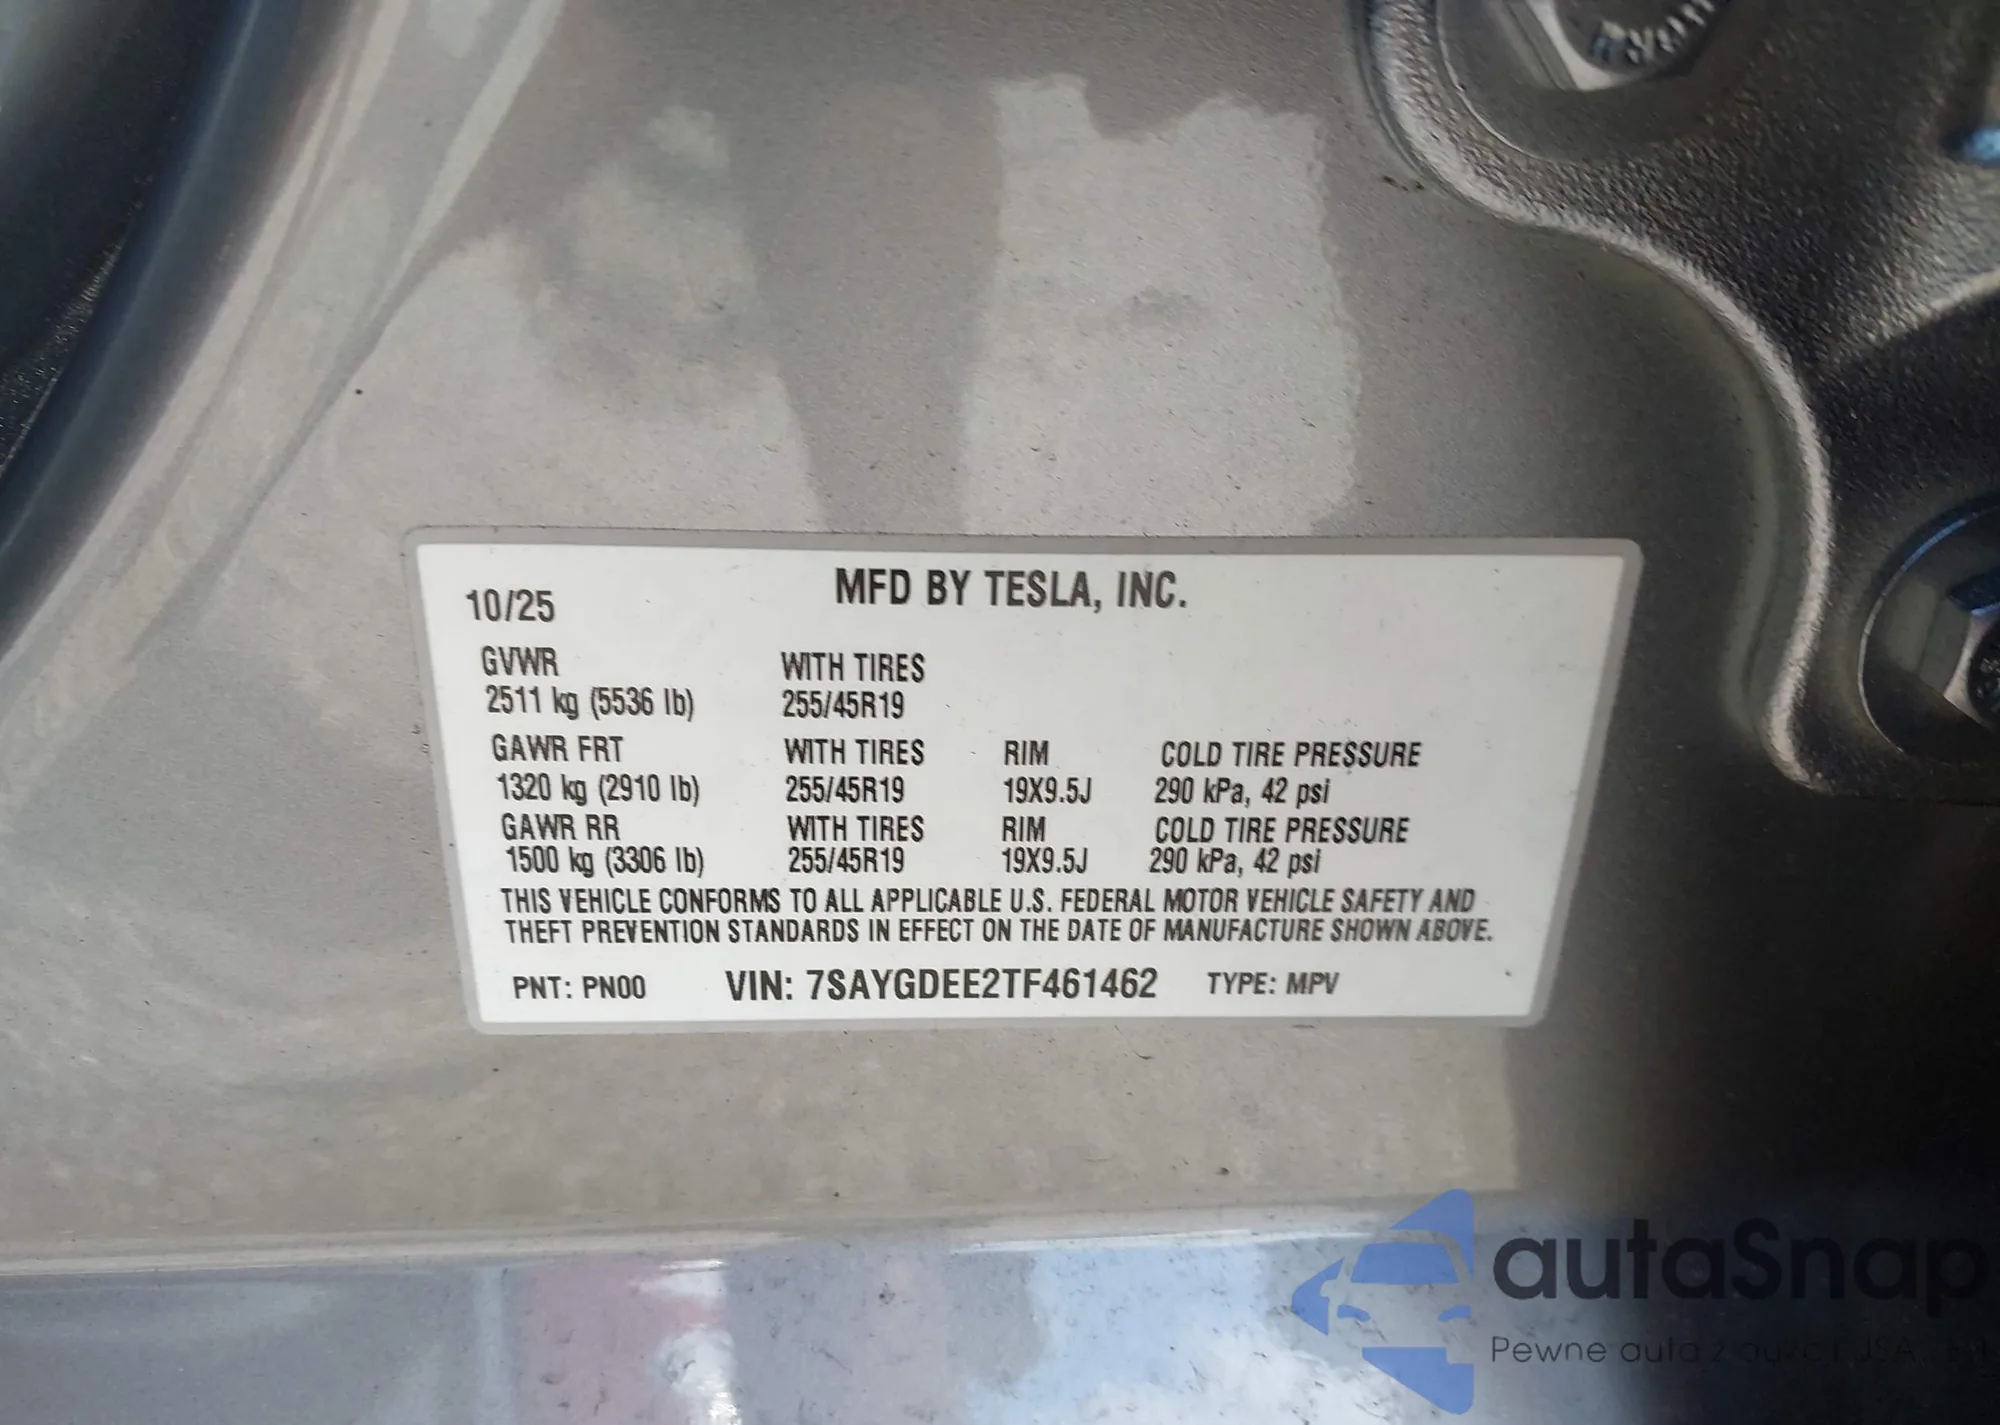 MFD BY TESLA, INC.
10/25
GVWR WITH TIRES
2511 kg (5536 lb) 255/45R19
GAWR FRT WITH TIRES RIM COLD TIRE PRESSURE
1320 kg (2910 lb) 255/45R19 19X9.5J 290 kPa, 42 psi
GAWR RR WITH TIRES RIM COLD TIRE PRESSURE
1500 kg (3306 lb) 255/45R19 19X9.5J 290 kPa, 42 psi
THIS VEHICLE CONFORMS TO ALL APPLICABLE U.S. FEDERAL MOTOR VEHICLE SAFETY AND
THEFT PREVENTION STANDARDS IN EFFECT ON THE DATE OF MANUFACTURE SHOWN ABOVE.
PNT: PN00 VIN: 7SAYGDEE2TF461462 TYPE: MPV
autaSnap
Pewne auta z